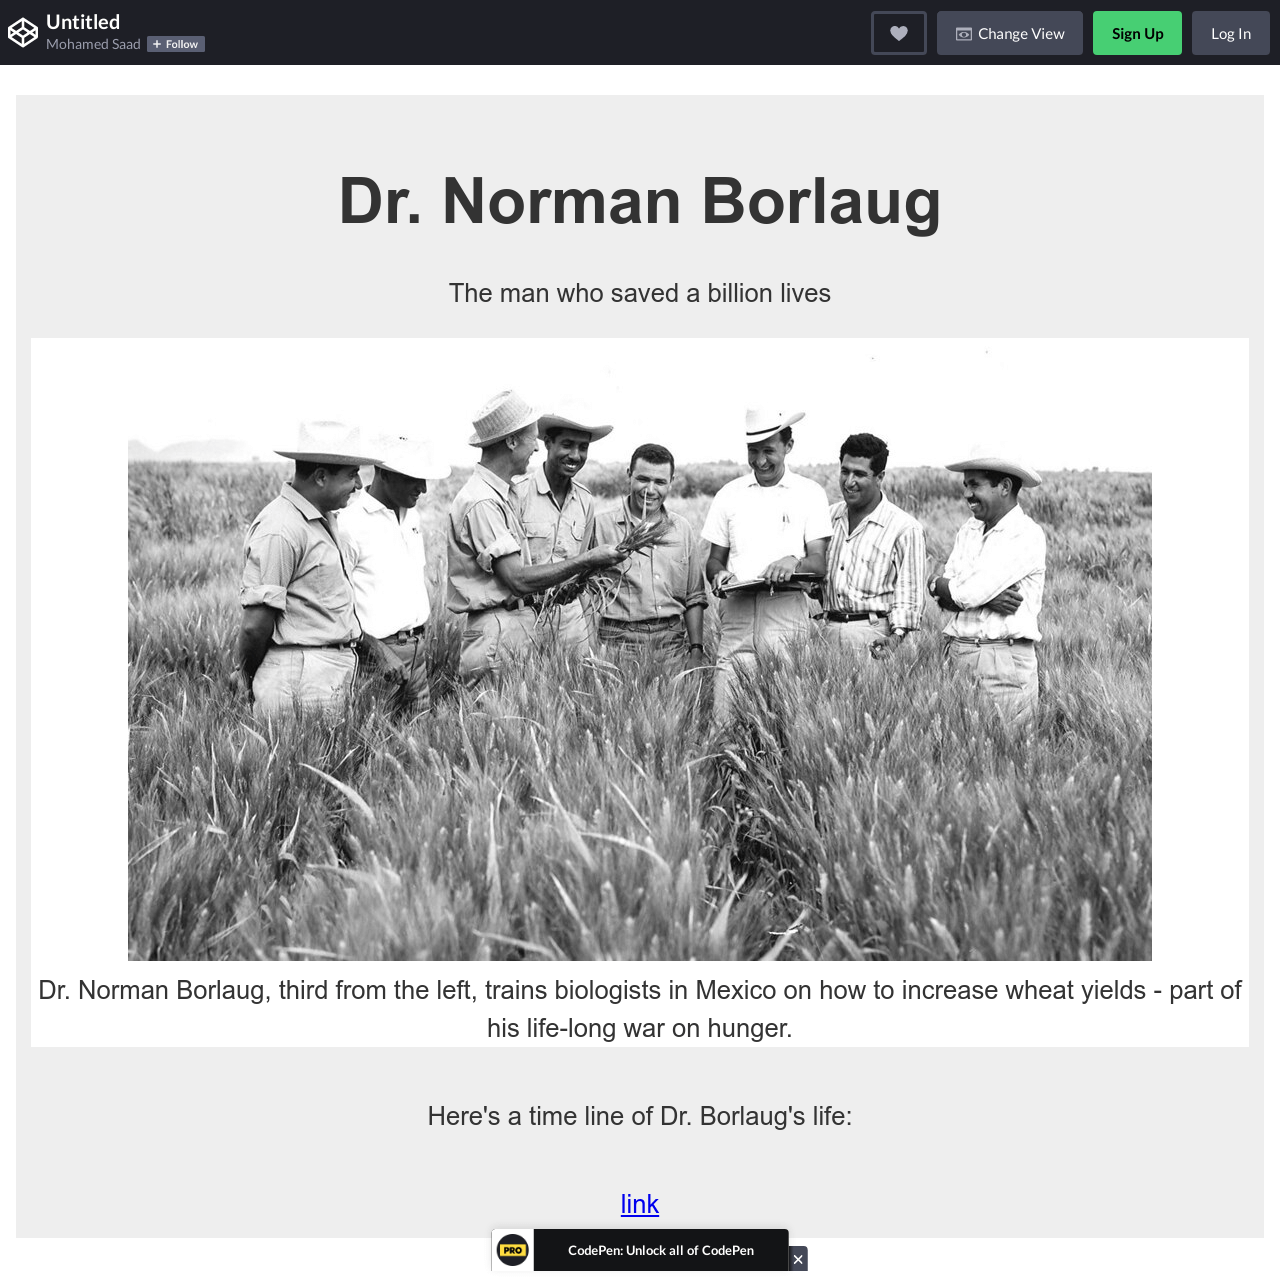 Untitled
Mohamed Saad + Follow
Change View
Sign Up
Log In
Dr. Norman Borlaug
The man who saved a billion lives
Dr. Norman Borlaug, third from the left, trains biologists in Mexico on how to increase wheat yields - part of
his life-long war on hunger.
Here's a time line of Dr. Borlaug's life:
link
PRO
CodePen: Unlock all of CodePen